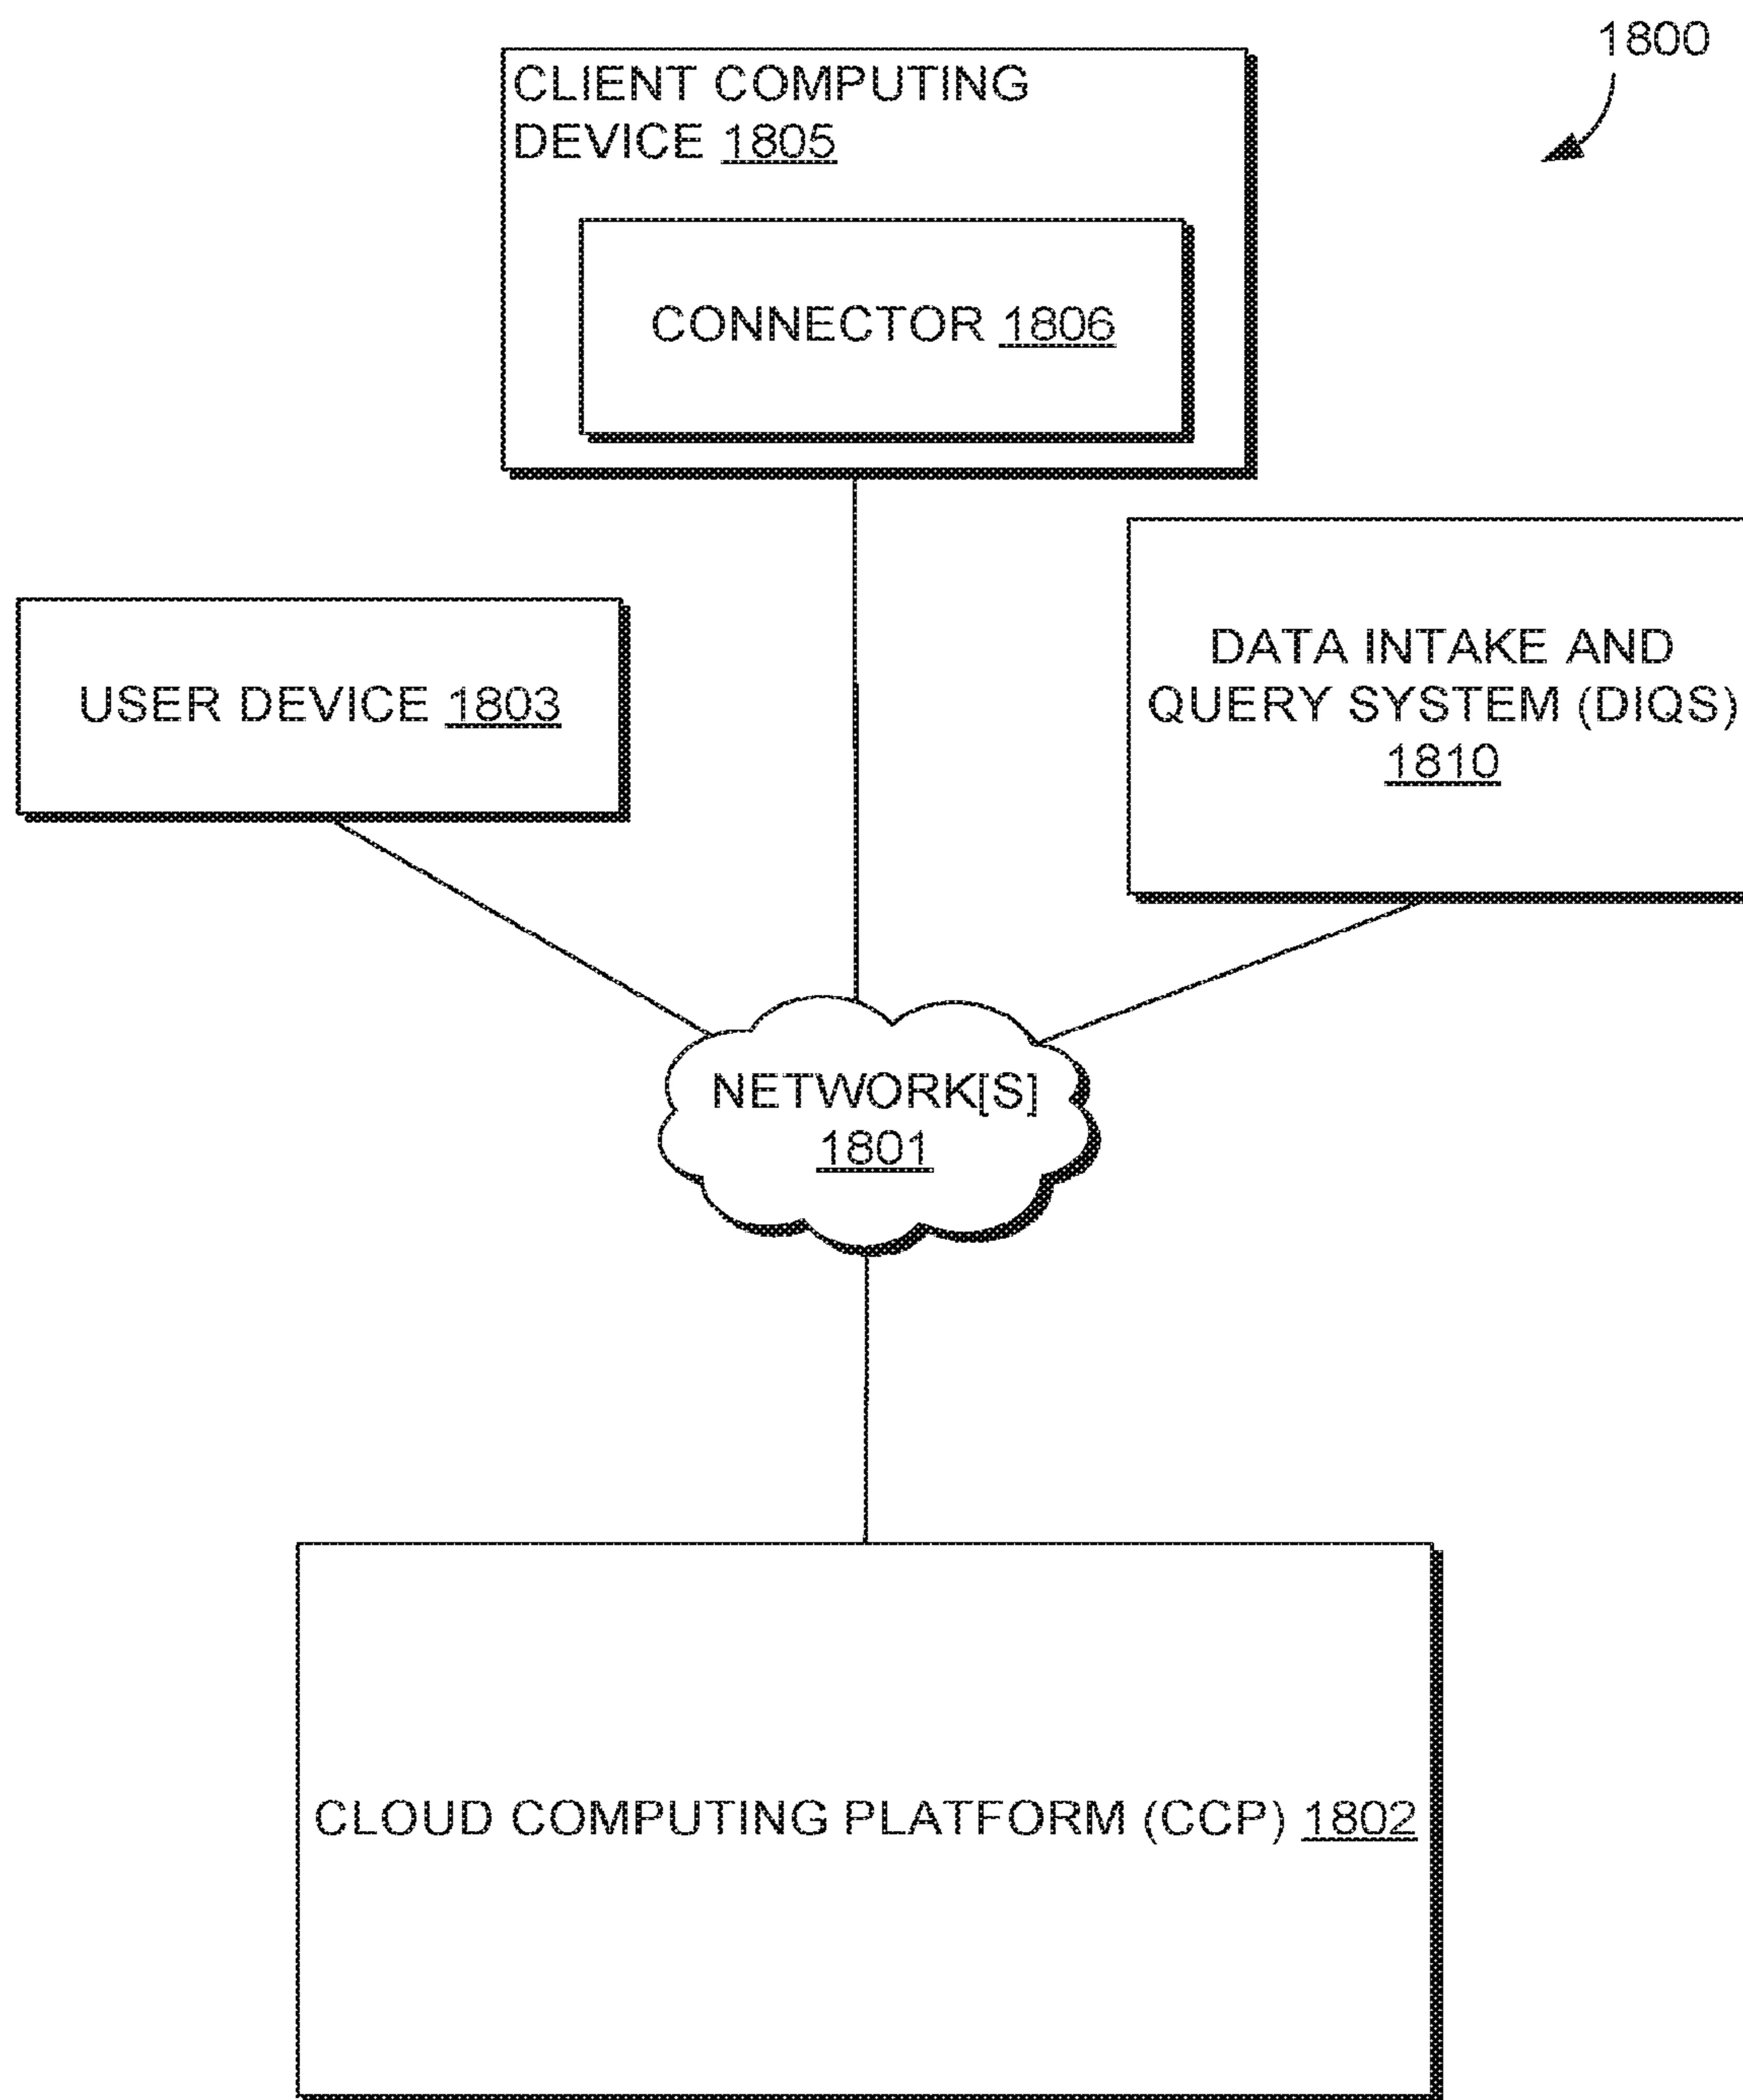 1800
CLIENT COMPUTING
DEVICE 1805
CONNECTOR 1806
USER DEVICE 1803
DATA INTAKE AND
QUERY SYSTEM (DIQS)
1810
NETWORK[S]
1801
CLOUD COMPUTING PLATFORM (CCP) 1802